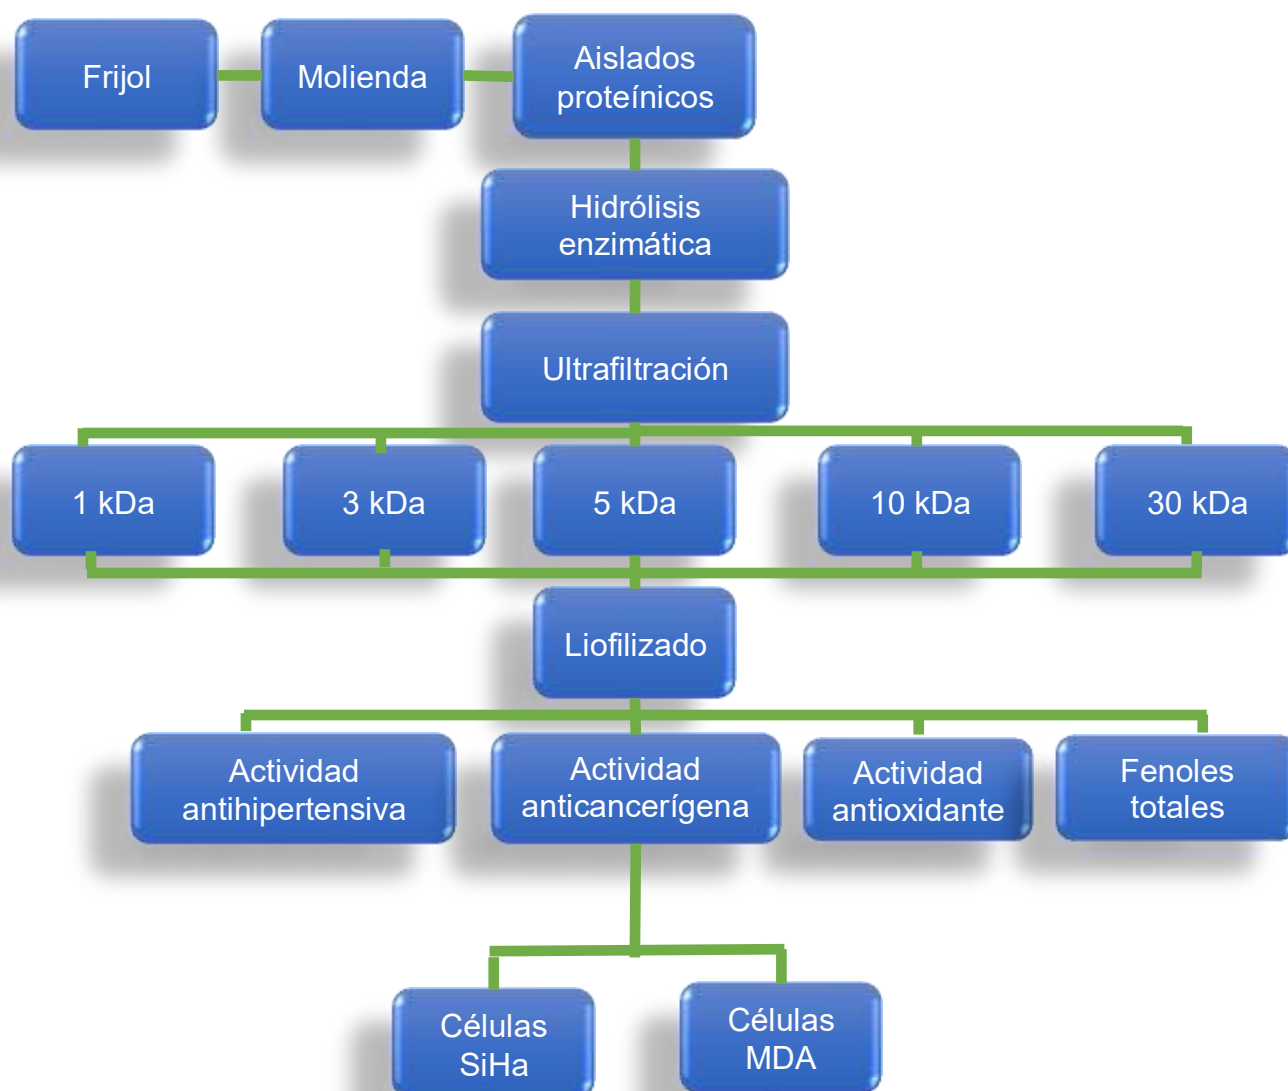 Frijol
Molienda
Aislados
proteínicos
Hidrólisis
enzimática
Ultrafiltración
1 kDa
3 kDa
5 kDa
10 kDa
30 kDa
Liofilizado
Actividad
antihipertensiva
Actividad
anticancerígena
Actividad
antioxidante
Fenoles
totales
Células
SiHa
Células
MDA